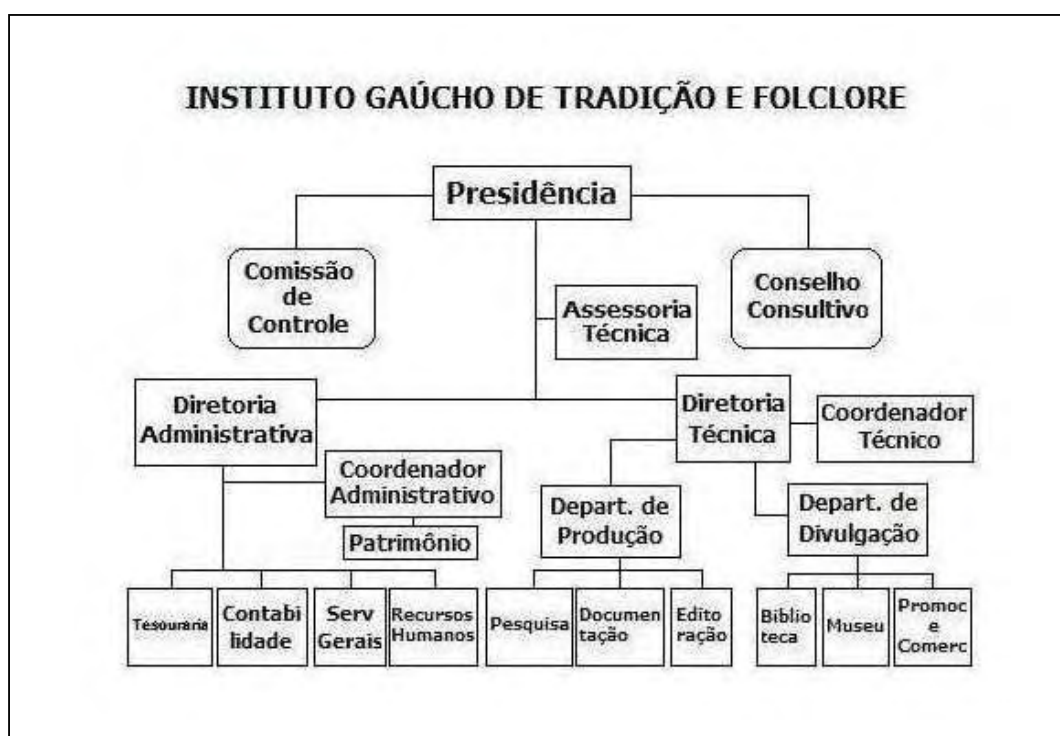 INSTITUTO GAÚCHO DE TRADIÇÃO E FOLCLORE
Presidência
Comissão
de
Controle
Conselho
Consultivo
Assessoria
Técnica
Diretoria
Administrativa
Diretoria
Técnica
Coordenador
Técnico
Coordenador
Administrativo
Patrimônio
Depart. de
Produção
Depart. de
Divulgação
Tesouraria
Contabi
lidade
Serv
Gerais
Recursos
Humanos
Pesquisa
Documen
tação
Edito
ração
Biblio
teca
Museu
Promoc
e
Comerc